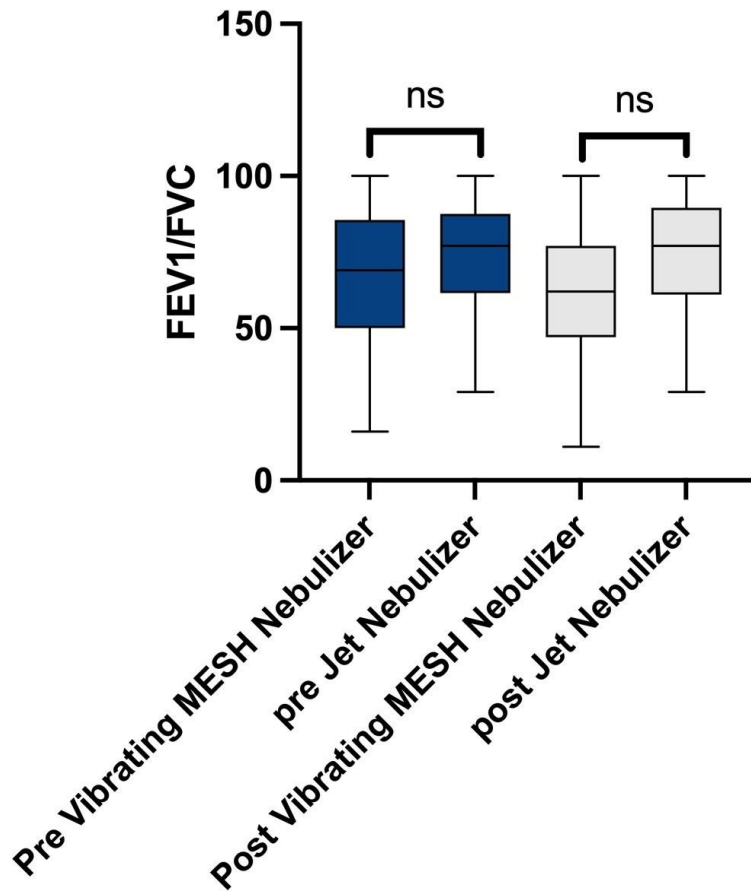 150
ns
ns
100
FEV1/FVC
50
0
Pre Vibrating MESH Nebulizer
pre Jet Nebulizer
Post Vibrating MESH Nebulizer
post Jet Nebulizer